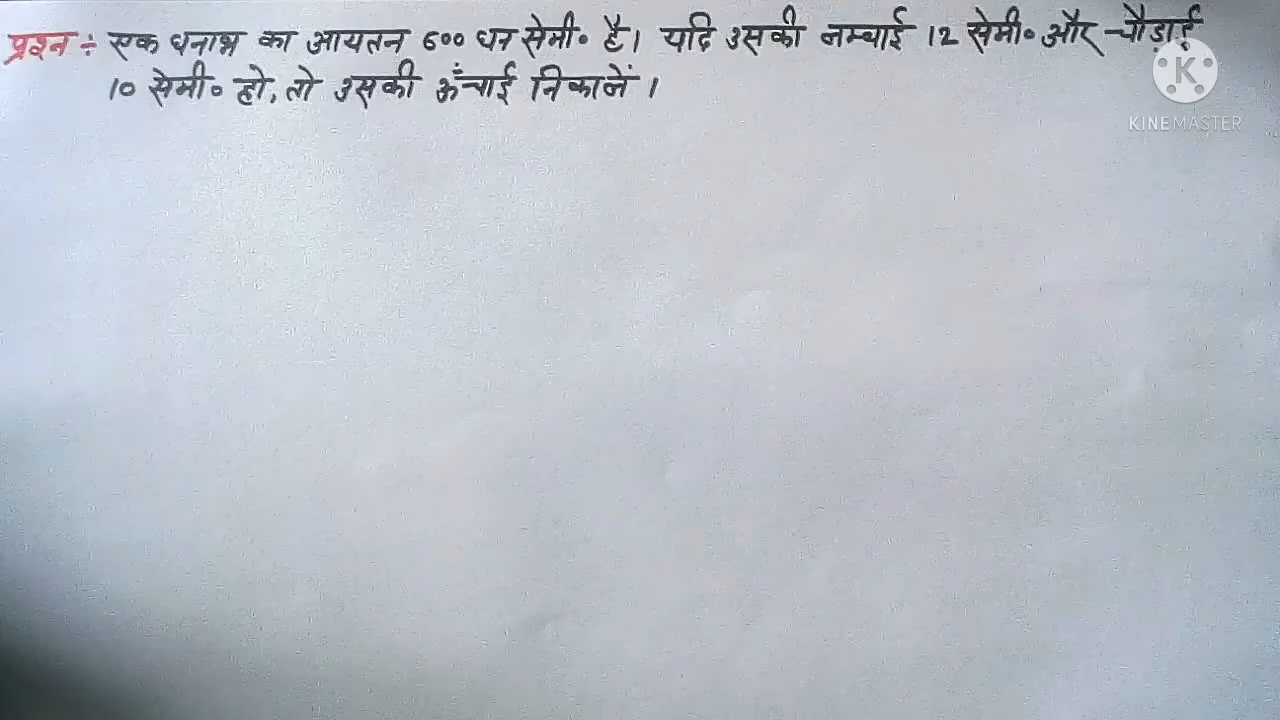 प्रश्न ÷ एक घनाभ का आयतन 600 घन सेमी॰ है। यदि उसकी लम्बाई 12 सेमी॰ और चौड़ाई
10 सेमी॰ हो, तो उसकी ऊँचाई निकालें।
K
KINEMASTER